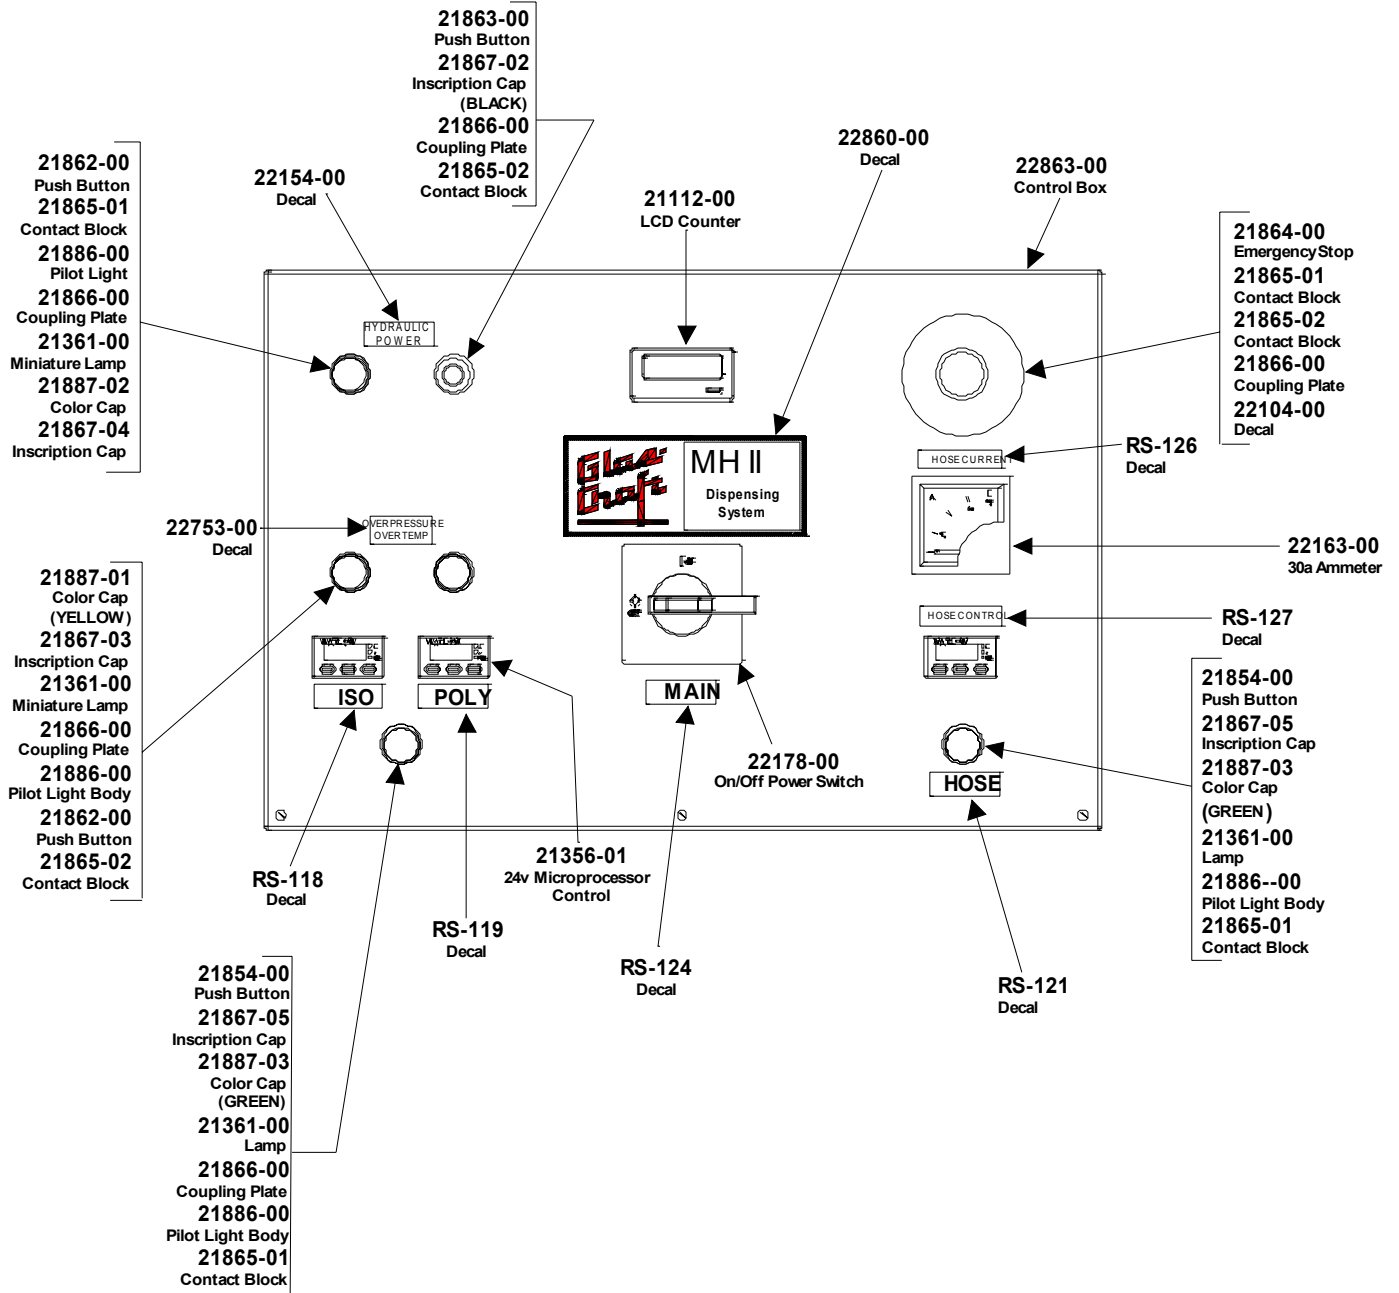 21863-00
Push Button
21867-02
Inscription Cap
(BLACK)
21866-00
Coupling Plate
21865-02
Contact Block
21862-00
Push Button
21865-01
Contact Block
21886-00
Pilot Light
21866-00
Coupling Plate
21361-00
Miniature Lamp
21887-02
Color Cap
21867-04
Inscription Cap
22154-00
Decal
21112-00
LCD Counter
22860-00
Decal
22863-00
Control Box
21864-00
EmergencyStop
21865-01
Contact Block
21865-02
Contact Block
21866-00
Coupling Plate
22104-00
Decal
HYDRAULIC
POWER
RS-126
Decal
HOSE CURRENT
MH II
Dispensing
System
22753-00
Decal
OVERPRESSURE
OVERTEMP
22163-00
30a Ammeter
21887-01
Color Cap
(YELLOW)
21867-03
Inscription Cap
21361-00
Miniature Lamp
21866-00
Coupling Plate
21886-00
Pilot Light Body
21862-00
Push Button
21865-02
Contact Block
HOSE CONTROL
RS-127
Decal
ISO
POLY
MAIN
HOSE
21854-00
Push Button
21867-05
Inscription Cap
21887-03
Color Cap
(GREEN)
21361-00
Lamp
21886--00
Pilot Light Body
21865-01
Contact Block
22178-00
On/Off Power Switch
21356-01
24v Microprocessor
Control
RS-118
Decal
RS-119
Decal
RS-124
Decal
RS-121
Decal
21854-00
Push Button
21867-05
Inscription Cap
21887-03
Color Cap
(GREEN)
21361-00
Lamp
21866-00
Coupling Plate
21886-00
Pilot Light Body
21865-01
Contact Block